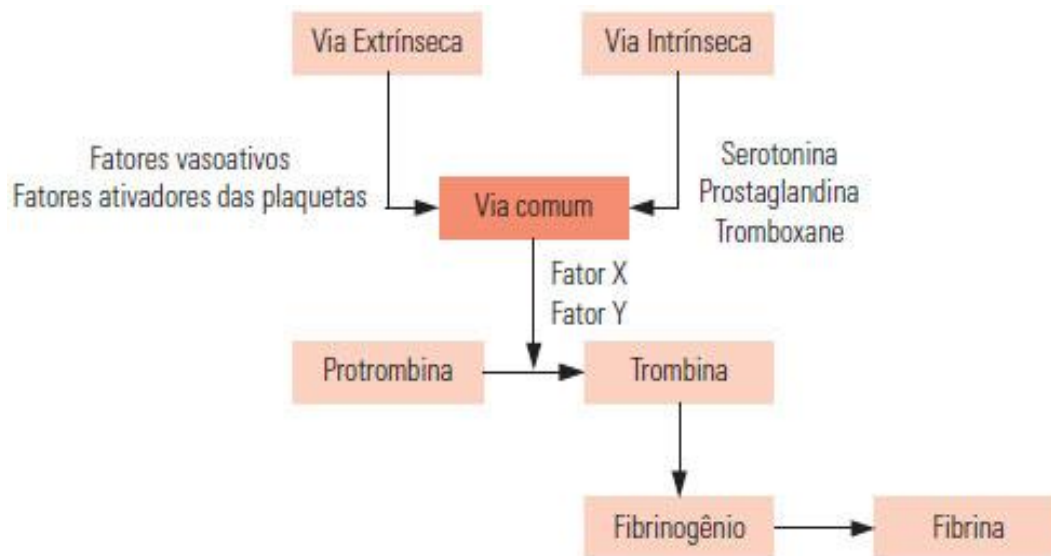 Via Extrínseca
Via Intrínseca
Fatores vasoativos
Fatores ativadores das plaquetas
Serotonina
Prostaglandina
Tromboxane
Via comum
Fator X
Fator Y
Protrombina
Trombina
Fibrinogênio
Fibrina